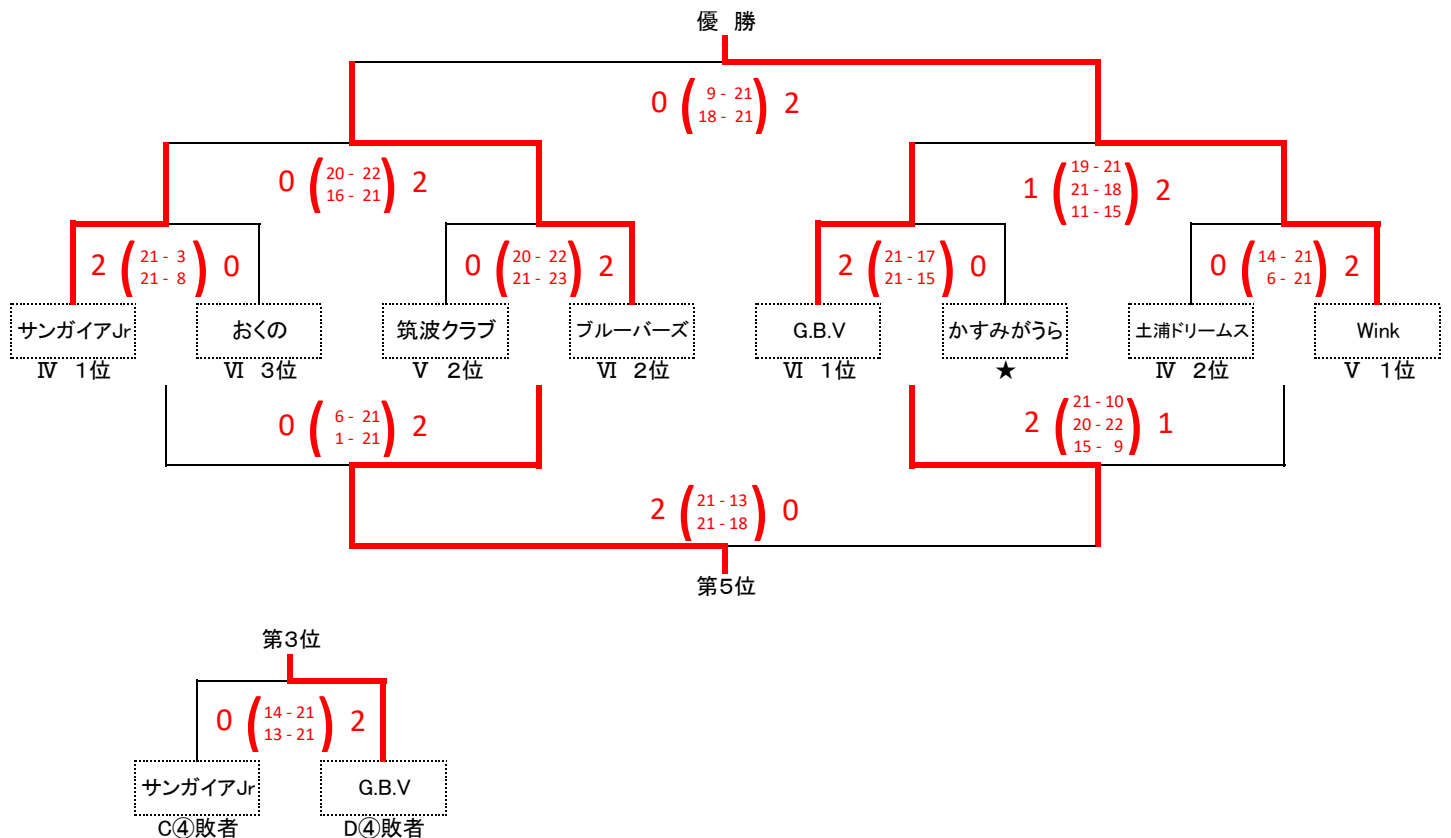 優 勝
0 ( 9 - 21 ) 2
18 - 21
0 ( 20 - 22 ) 2
16 - 21
1 ( 19 - 21 ) 2
21 - 18
11 - 15
2 ( 21 - 3 ) 0
21 - 8
0 ( 20 - 22 ) 2
21 - 23
2 ( 21 - 17 ) 0
21 - 15
0 ( 14 - 21 ) 2
6 - 21
サンガイアJr おくの 筑波クラブ ブルーバーズ G.B.V かすみがうら 土浦ドリームス Wink
Ⅳ 1位 Ⅵ 3位 Ⅴ 2位 Ⅵ 2位 Ⅵ 1位 ★ Ⅳ 2位 Ⅴ 1位
0 ( 6 - 21 ) 2
1 - 21
2 ( 21 - 10 ) 1
20 - 22
15 - 9
2 ( 21 - 13 ) 0
21 - 18
第5位
第3位
0 ( 14 - 21 ) 2
13 - 21
サンガイアJr G.B.V
C④敗者 D④敗者